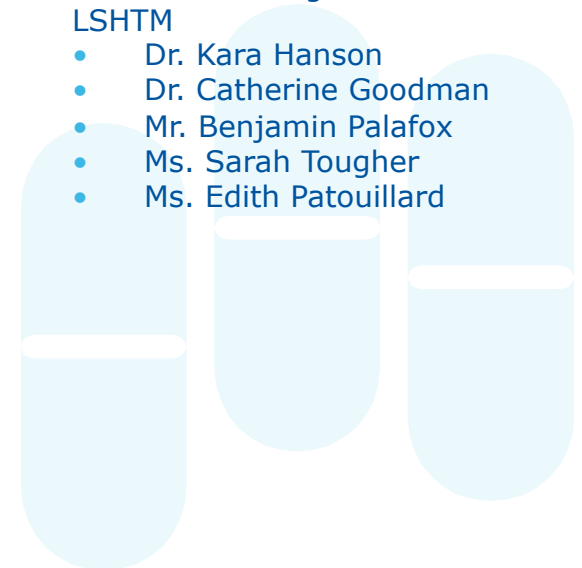 LSHTM
• Dr. Kara Hanson
• Dr. Catherine Goodman
• Mr. Benjamin Palafox
• Ms. Sarah Tougher
• Ms. Edith Patouillard